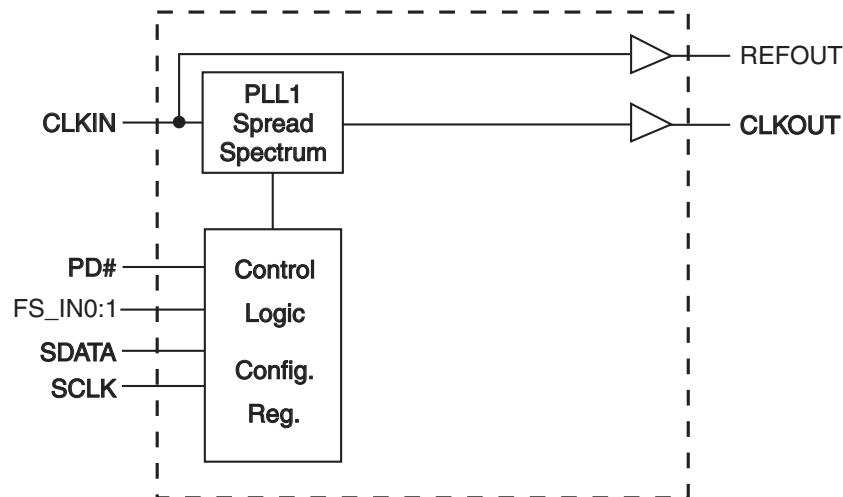 REFOUT
PLL1
Spread
Spectrum
CLKIN
CLKOUT
PD#
FS_IN0:1
SDATA
SCLK
Control
Logic
Config.
Reg.